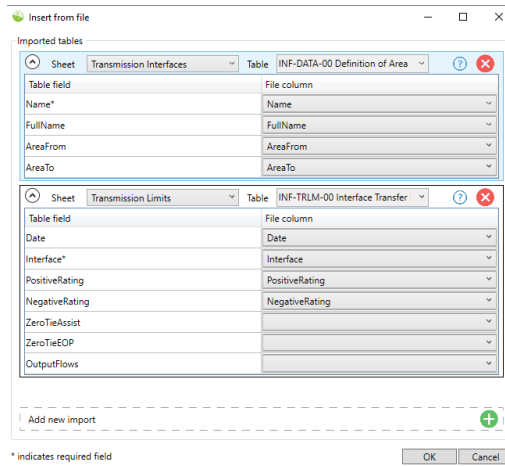 Insert from file
Imported tables
Sheet Transmission Interfaces Table INF-DATA-00 Definition of Area
Table field File column
Name* Name
FullName FullName
AreaFrom AreaFrom
AreaTo AreaTo
Sheet Transmission Limits Table INF-TRLM-00 Interface Transfer
Table field File column
Date Date
Interface* Interface
PositiveRating PositiveRating
NegativeRating NegativeRating
ZeroTieAssist
ZeroTieEOP
OutputFlows
Add new import
* indicates required field OK Cancel